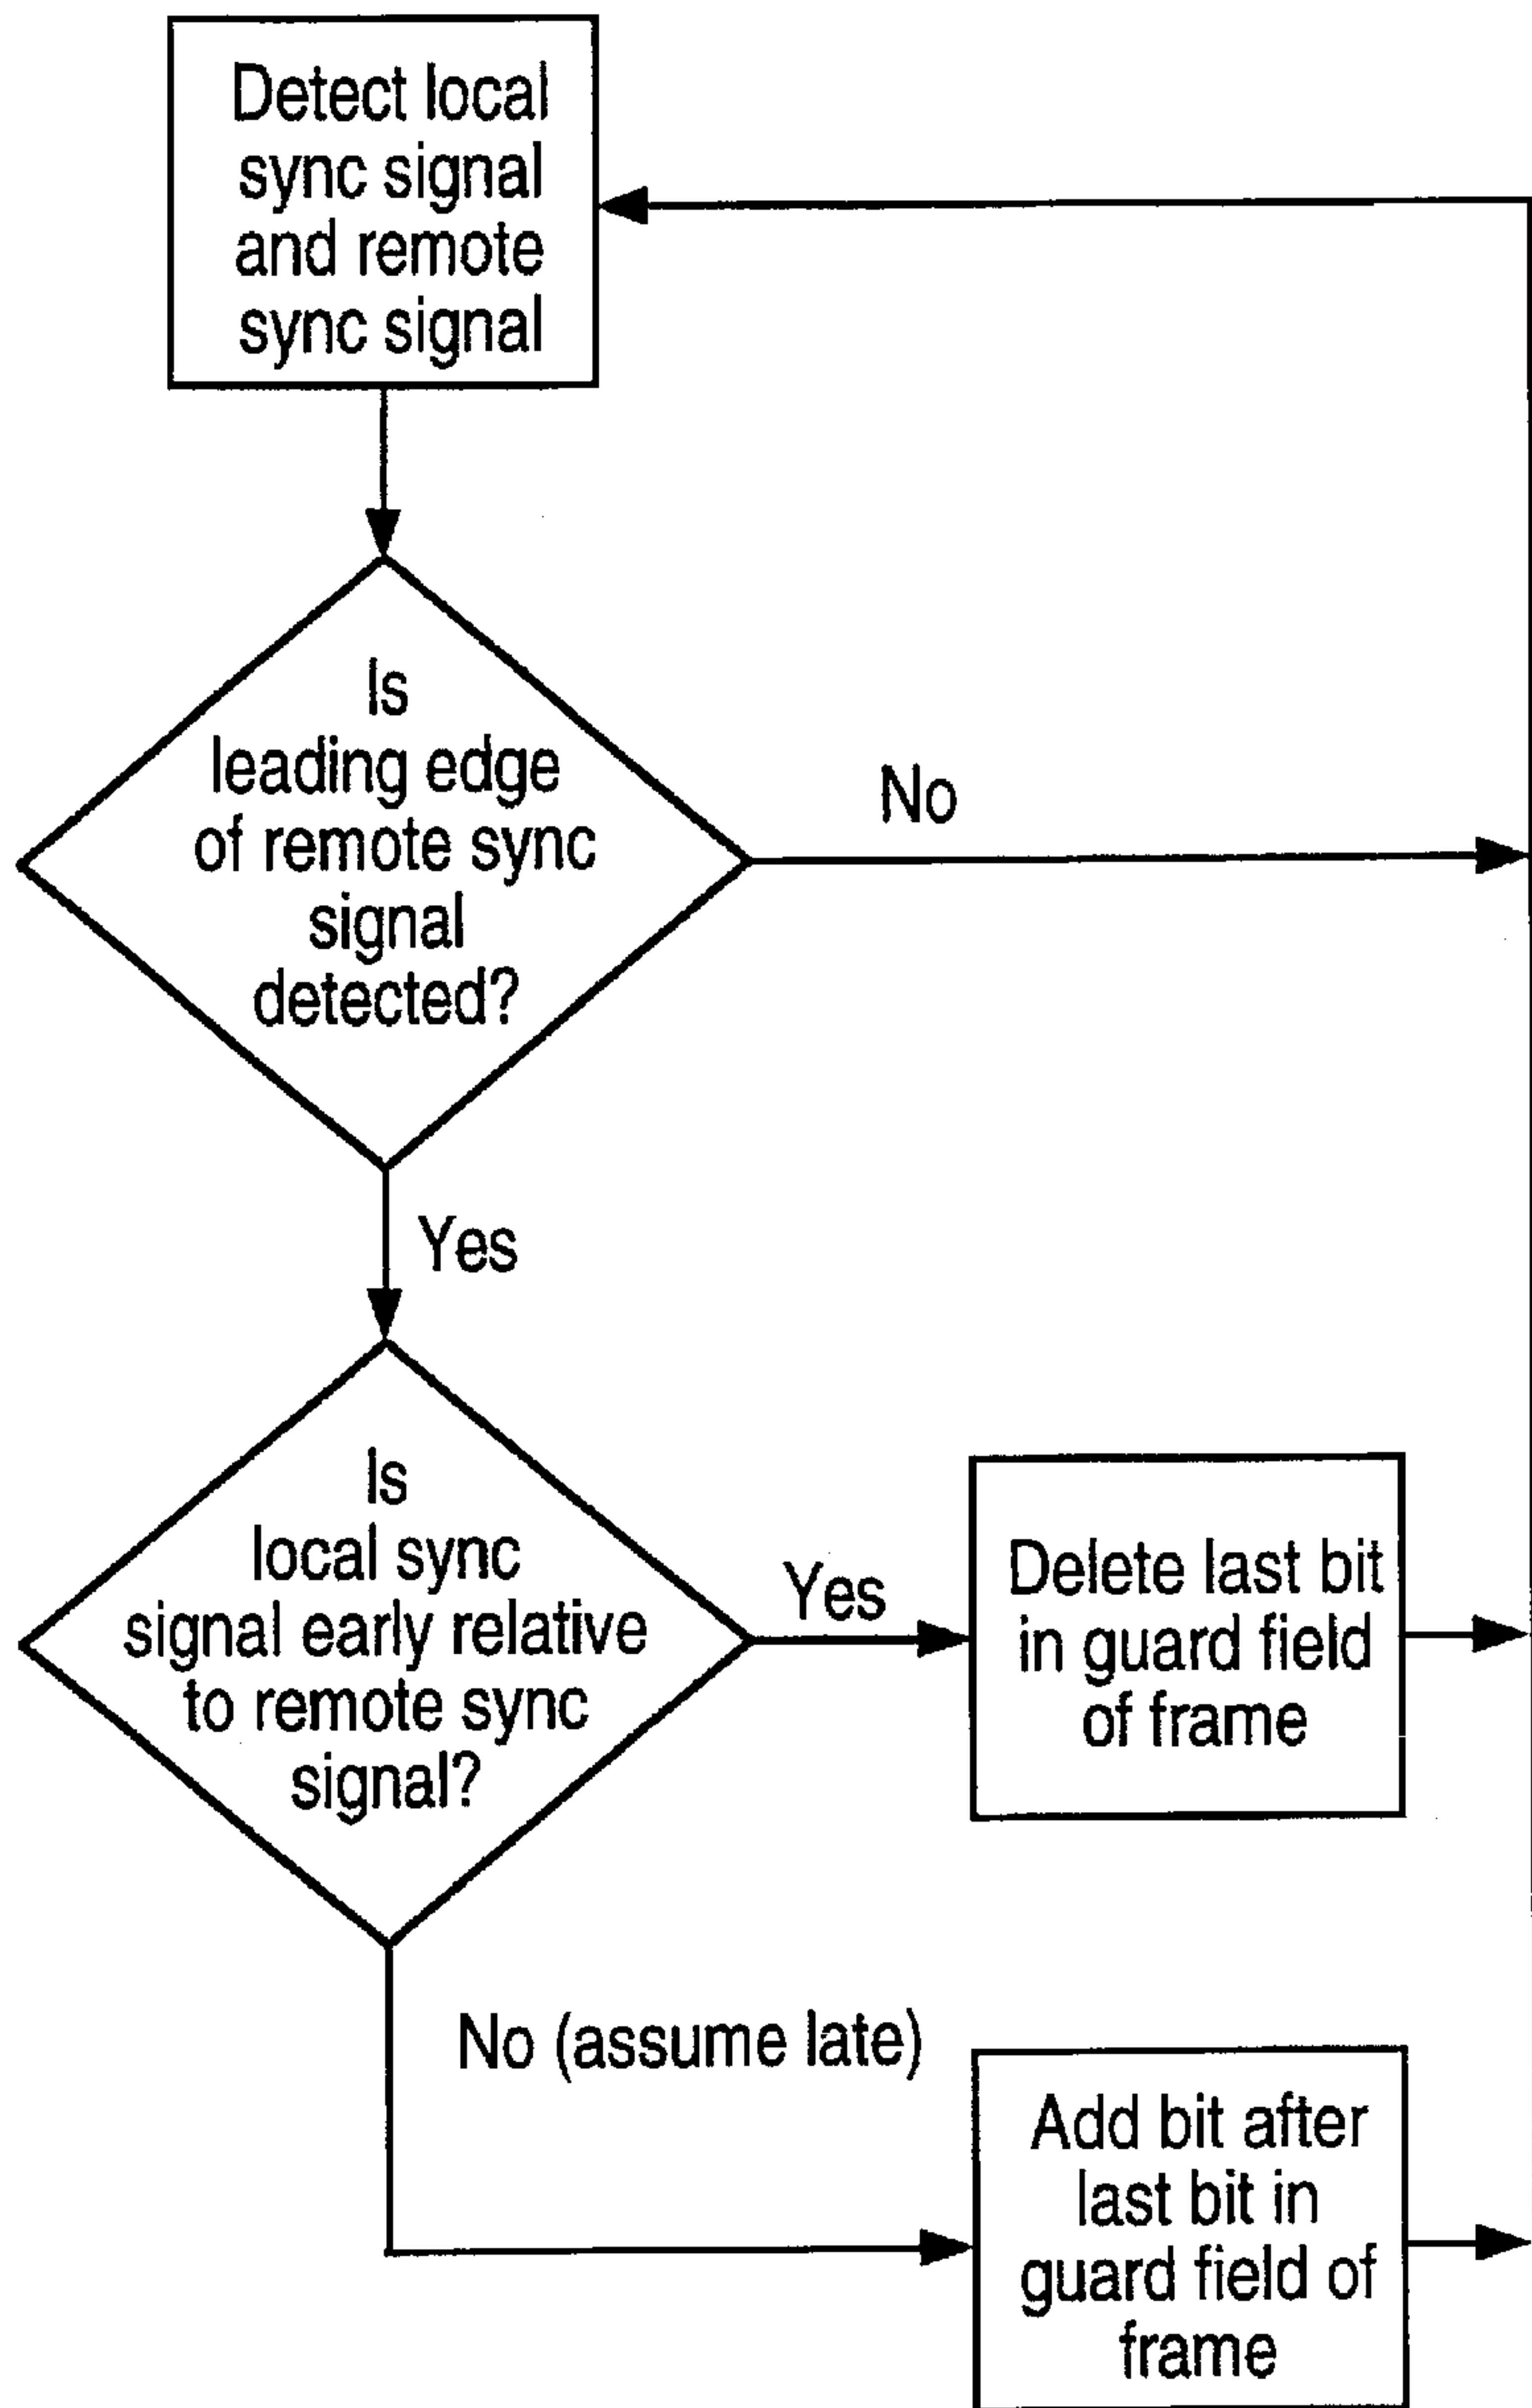 Detect local
sync signal
and remote
sync signal
Is
leading edge
of remote sync
signal
detected?
No
Yes
Is
local sync
signal early relative
to remote sync
signal?
Yes
Delete last bit
in guard field
of frame
No (assume late)
Add bit after
last bit in
guard field of
frame